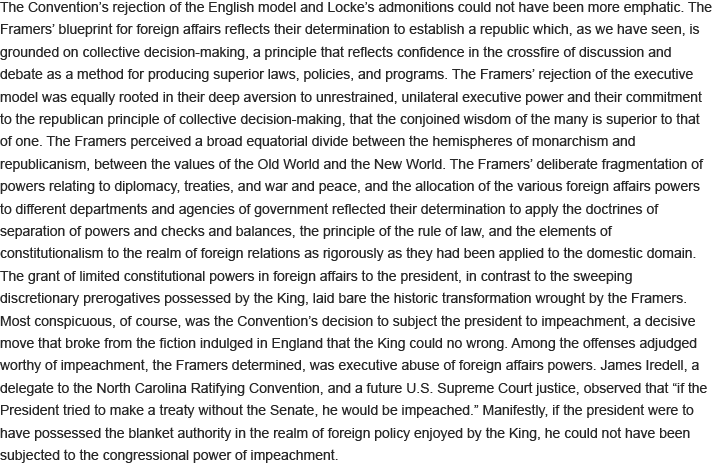 The Convention’s rejection of the English model and Locke’s admonitions could not have been more emphatic. The
Framers’ blueprint for foreign affairs reflects their determination to establish a republic which, as we have seen, is
grounded on collective decision-making, a principle that reflects confidence in the crossfire of discussion and
debate as a method for producing superior laws, policies, and programs. The Framers’ rejection of the executive
model was equally rooted in their deep aversion to unrestrained, unilateral executive power and their commitment
to the republican principle of collective decision-making, that the conjoined wisdom of the many is superior to that
of one. The Framers perceived a broad equatorial divide between the hemispheres of monarchism and
republicanism, between the values of the Old World and the New World. The Framers’ deliberate fragmentation of
powers relating to diplomacy, treaties, and war and peace, and the allocation of the various foreign affairs powers
to different departments and agencies of government reflected their determination to apply the doctrines of
separation of powers and checks and balances, the principle of the rule of law, and the elements of
constitutionalism to the realm of foreign relations as rigorously as they had been applied to the domestic domain.
The grant of limited constitutional powers in foreign affairs to the president, in contrast to the sweeping
discretionary prerogatives possessed by the King, laid bare the historic transformation wrought by the Framers.
Most conspicuous, of course, was the Convention’s decision to subject the president to impeachment, a decisive
move that broke from the fiction indulged in England that the King could no wrong. Among the offenses adjudged
worthy of impeachment, the Framers determined, was executive abuse of foreign affairs powers. James Iredell, a
delegate to the North Carolina Ratifying Convention, and a future U.S. Supreme Court justice, observed that “if the
President tried to make a treaty without the Senate, he would be impeached.” Manifestly, if the president were to
have possessed the blanket authority in the realm of foreign policy enjoyed by the King, he could not have been
subjected to the congressional power of impeachment.